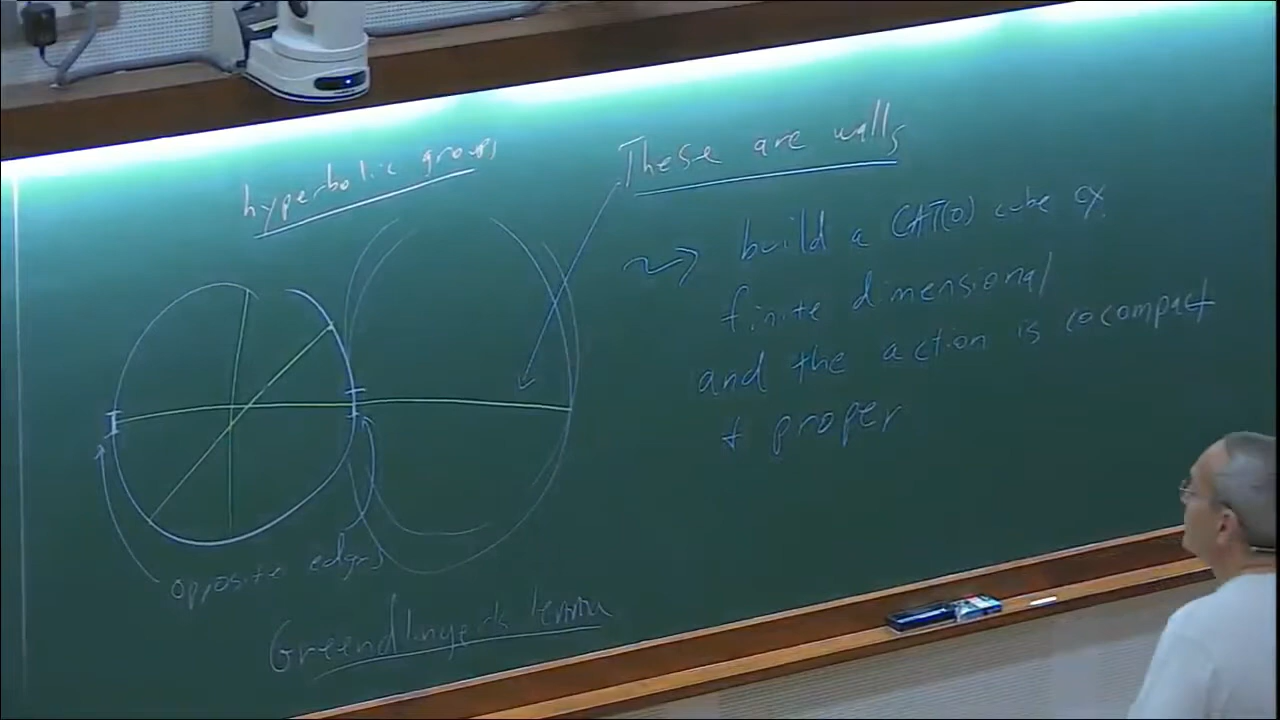 hyperbolic groups
These are walls
build a CAT(0) cube cx.
finite dimensional
and the action is cocompact
+ proper
opposite edges
Greendlinger's lemma